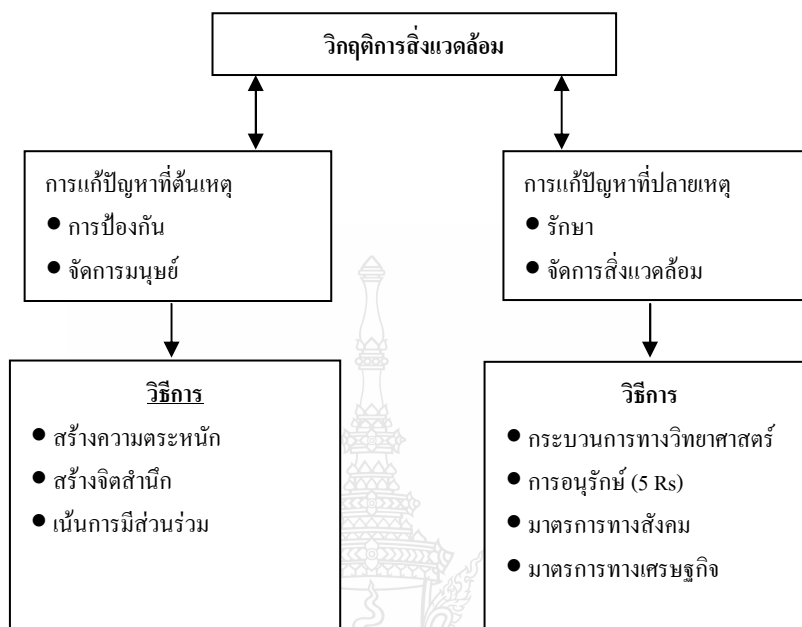 วิกฤติการสิ่งแวดล้อม
การแก้ปัญหาที่ต้นเหตุ
● การป้องกัน
● จัดการมนุษย์
การแก้ปัญหาที่ปลายเหตุ
● รักษา
● จัดการสิ่งแวดล้อม
วิธีการ
● สร้างความตระหนัก
● สร้างจิตสำนึก
● เน้นการมีส่วนร่วม
วิธีการ
● กระบวนการทางวิทยาศาสตร์
● การอนุรักษ์ (5 Rs)
● มาตรการทางสังคม
● มาตรการทางเศรษฐกิจ